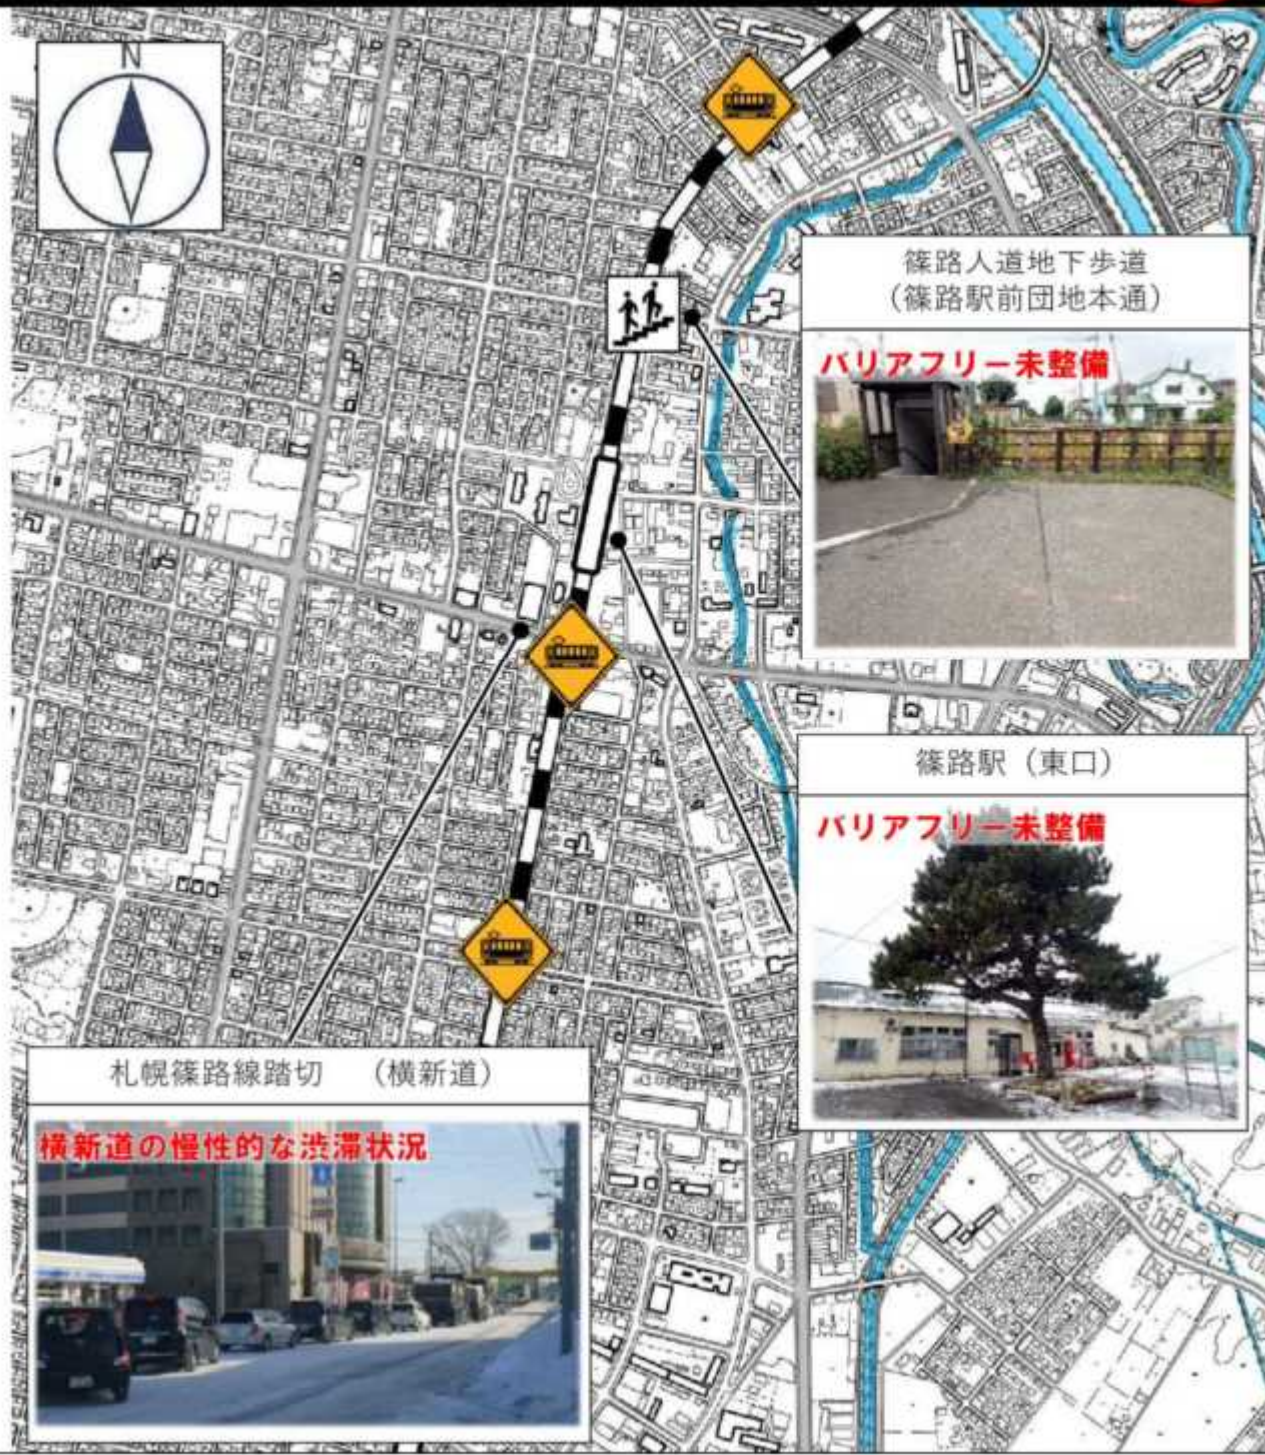 N
篠路人道地下歩道
（篠路駅前団地本通）
バリアフリー未整備
篠路駅（東口）
バリアフリー未整備
札幌篠路線踏切　（横新道）
横新道の慢性的な渋滞状況